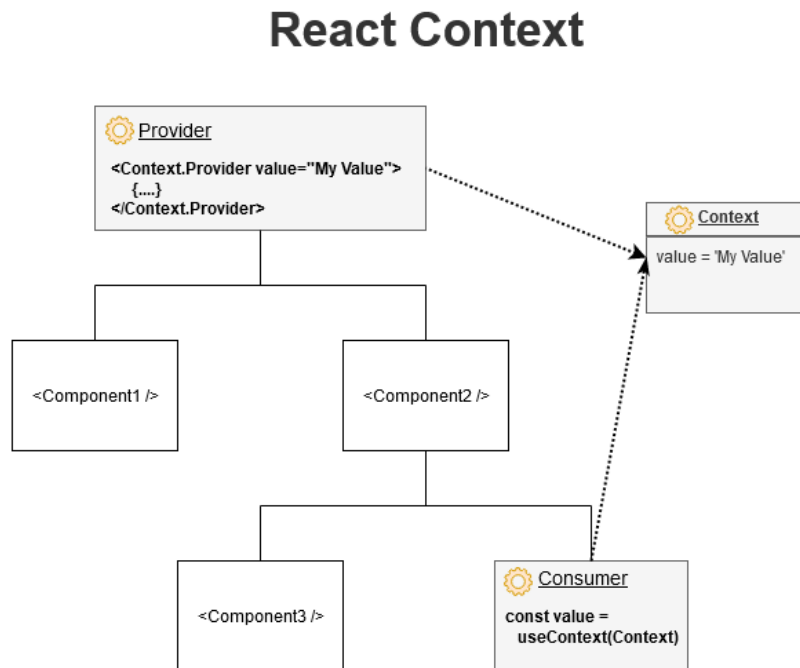 React Context
Provider
<Context.Provider value="My Value">
{....}
</Context.Provider>
Context
value = 'My Value'
<Component1 />
<Component2 />
<Component3 />
Consumer
const value =
useContext(Context)